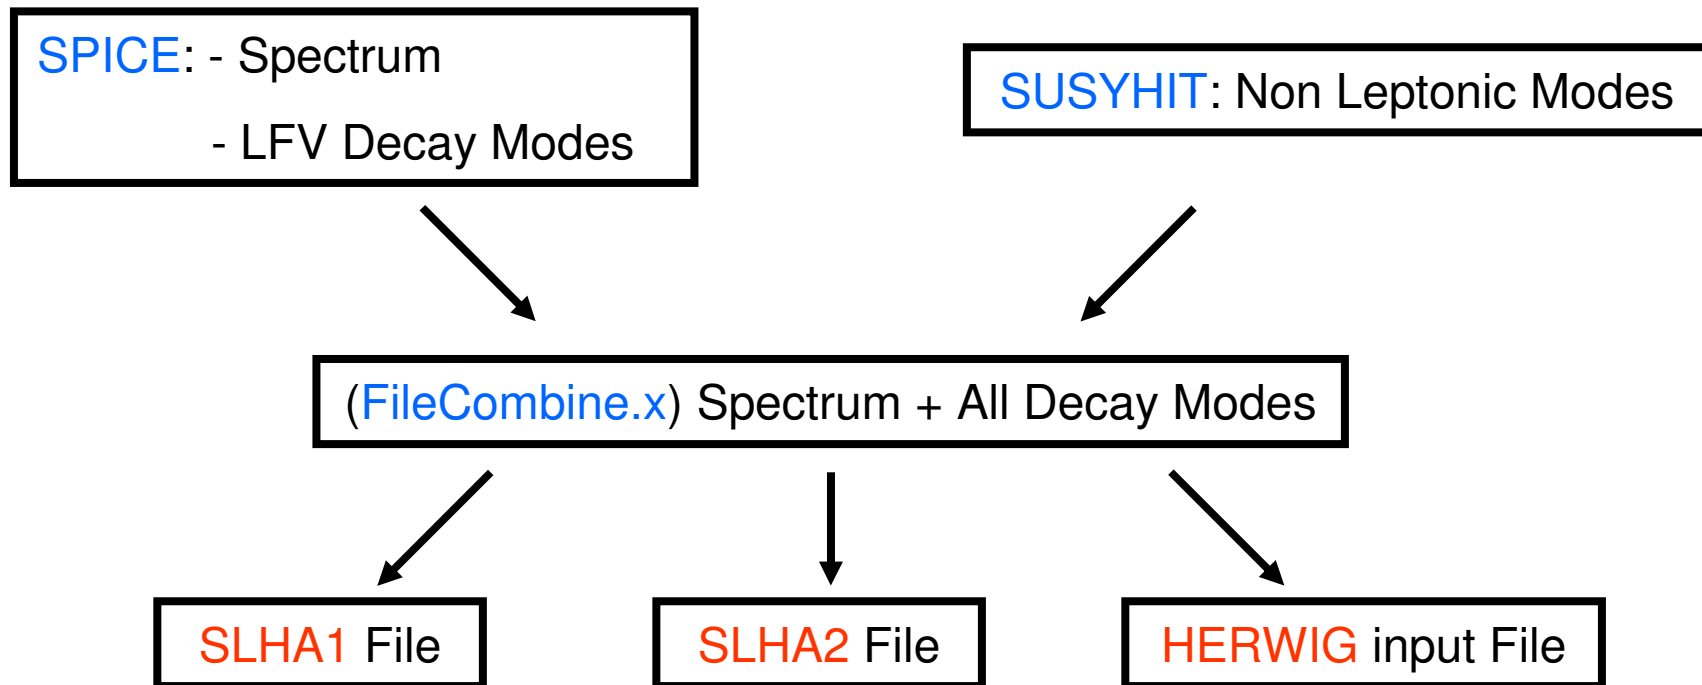 SPICE: - Spectrum
- LFV Decay Modes
SUSYHIT: Non Leptonic Modes
(FileCombine.x) Spectrum + All Decay Modes
SLHA1 File
SLHA2 File
HERWIG input File